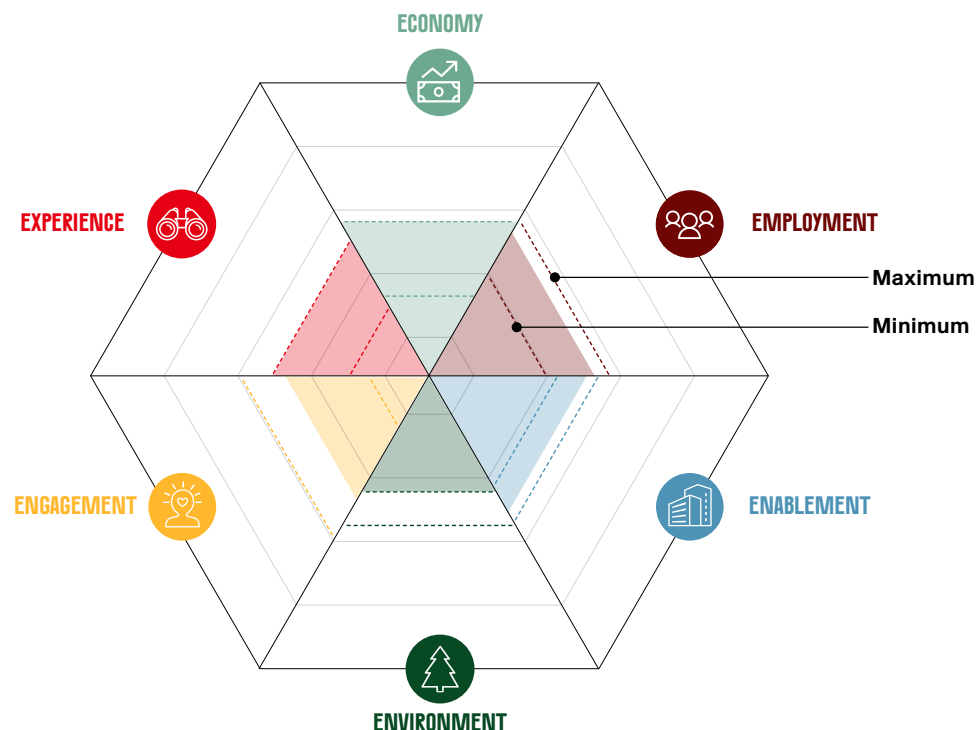 ECONOMY
EXPERIENCE
EMPLOYMENT
Maximum
Minimum
ENGAGEMENT
ENABLEMENT
ENVIRONMENT